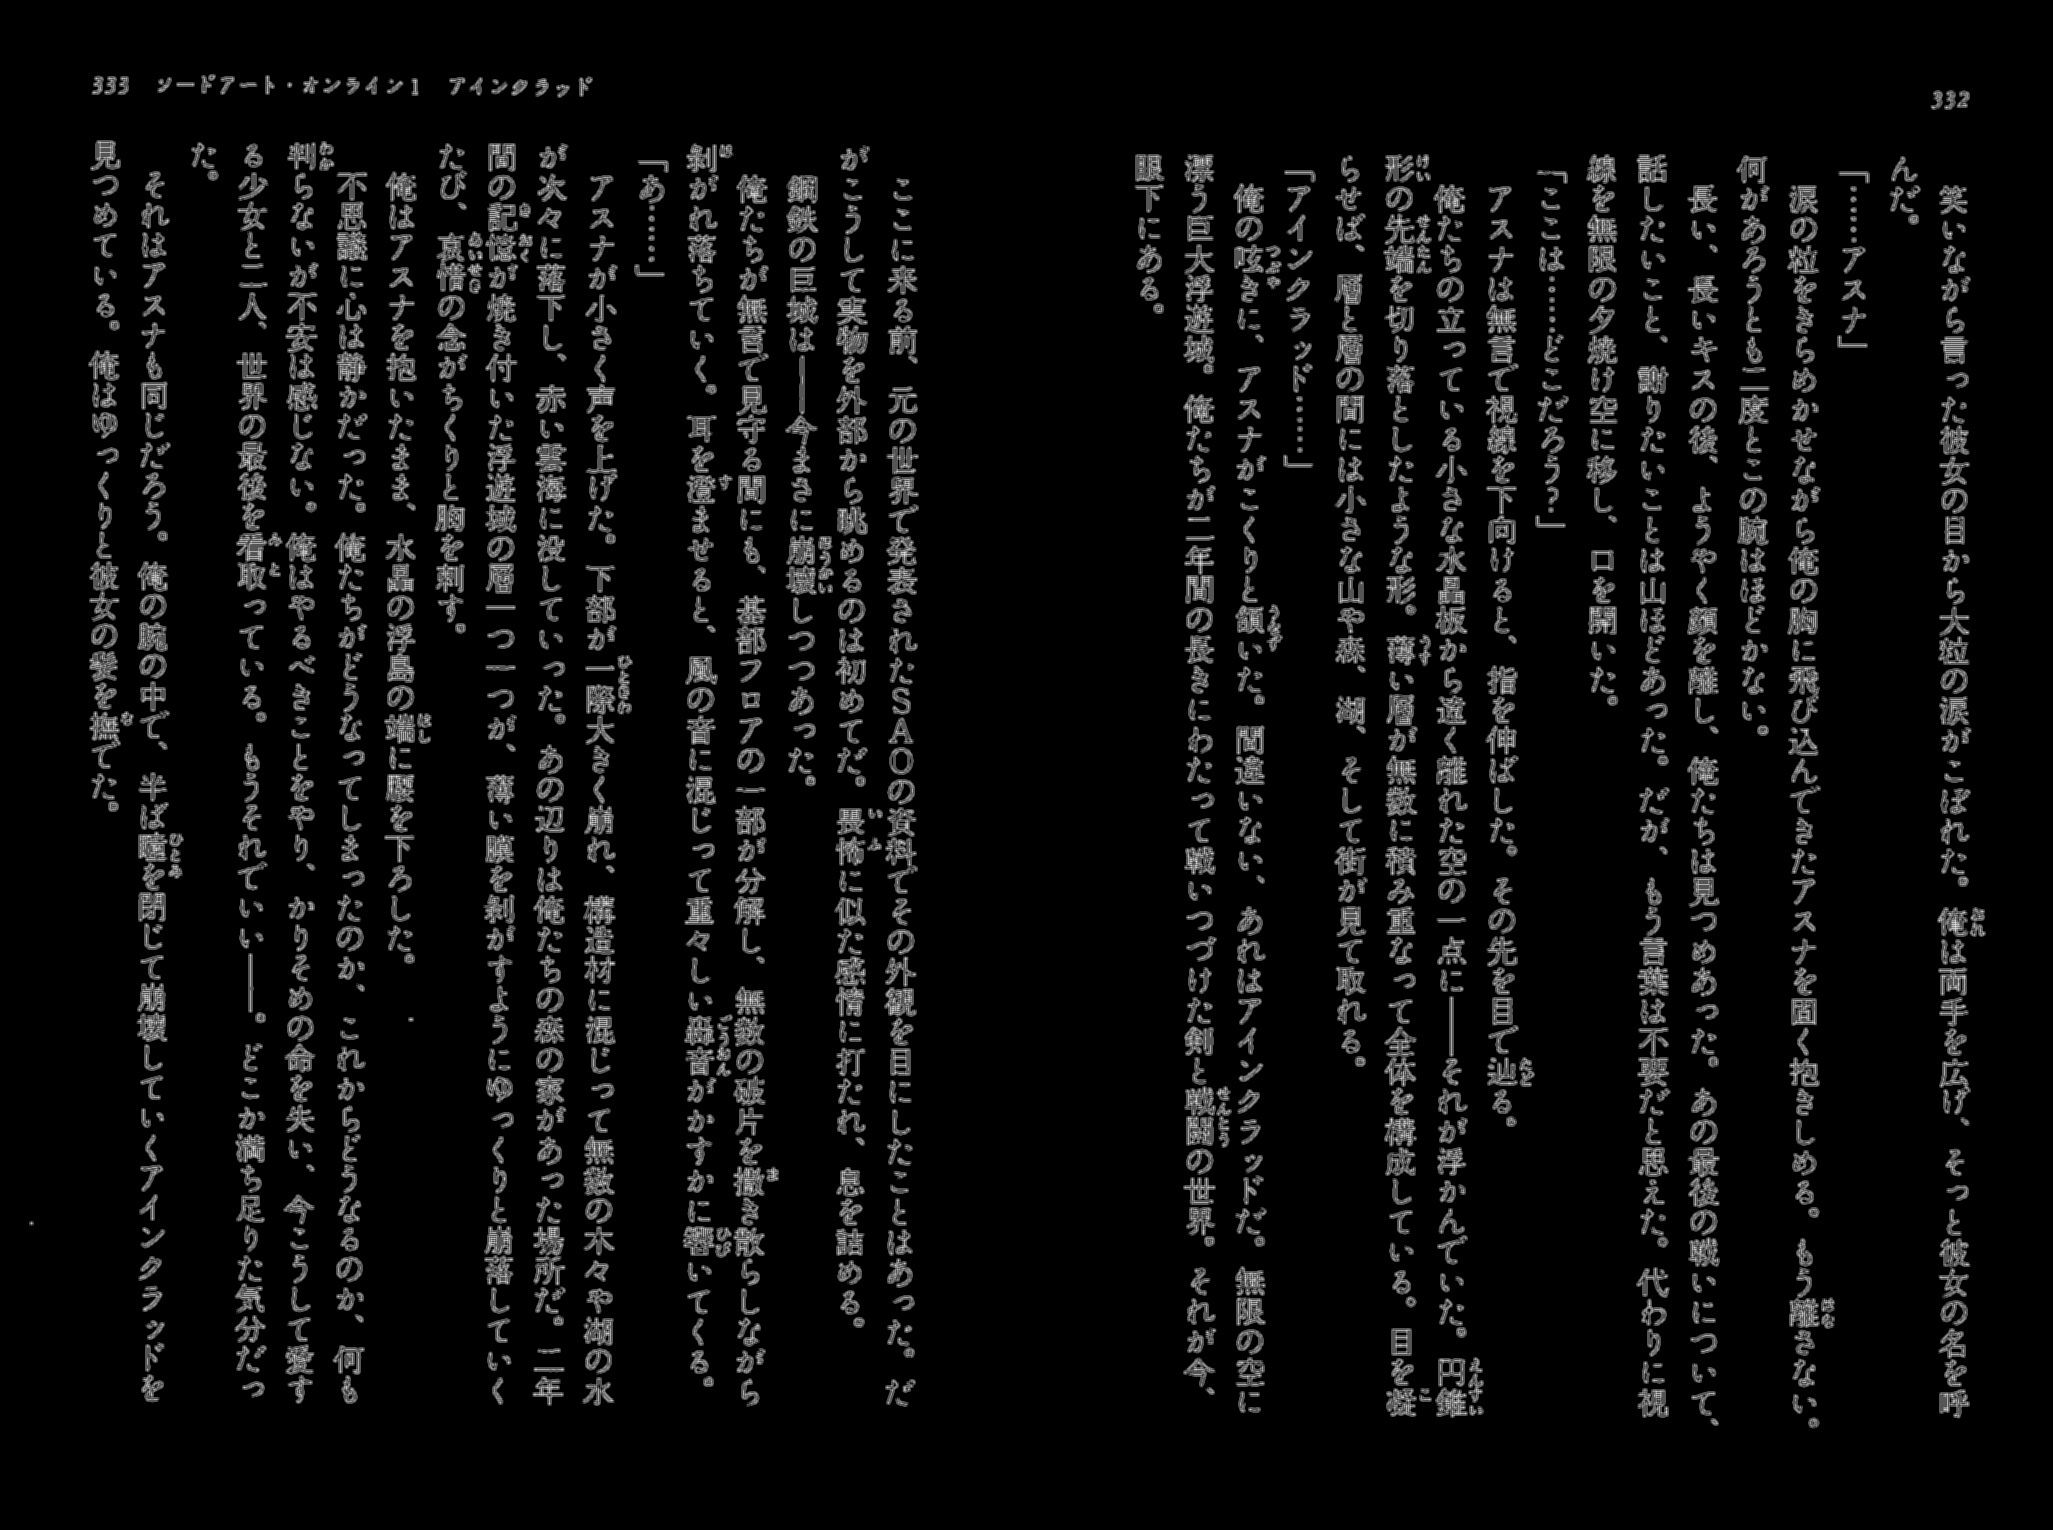 332
笑いながら言った彼女の目から大粒の涙がこぼれた。俺は両手を広げ、そっと彼女の名を呼
んだ。
「……アスナ」
涙の粒をきらめかせながら俺の胸に飛び込んできたアスナを固く抱きしめる。もう離さない。
何があろうとも二度とこの腕はほどかない。
長い、長いキスの後、ようやく顔を離し、俺たちは見つめあった。あの最後の戦いについて、
話したいこと、謝りたいことは山ほどあった。だが、もう言葉は不要だと思えた。代わりに視
線を無限の夕焼け空に移し、口を開いた。
「ここは……どこだろう?」
アスナは無言で視線を下向けると、指を伸ばした。その先を目で辿る。
俺たちの立っている小さな水晶板から遠く離れた空の一点に――それが浮かんでいた。円錐
形の先端を切り落としたような形。薄い層が無数に積み重なって全体を構成している。目を凝
らせば、層と層の間には小さな山や森、湖、そして街が見て取れる。
「アインクラッド……」
俺の呟きに、アスナがこくりと頷いた。間違いない、あれはアインクラッドだ。無限の空に
漂う巨大浮遊城。俺たちが二年間の長きにわたって戦いつづけた剣と戦闘の世界。それが今、
眼下にある。
333 ソードアート・オンライン1 アインクラッド
ここに来る前、元の世界で発表されたSAOの資料でその外観を目にしたことはあった。だ
がこうして実物を外部から眺めるのは初めてだ。畏怖に似た感情に打たれ、息を詰める。
鋼鉄の巨城は――今まさに崩壊しつつあった。
俺たちが無言で見守る間にも、基部フロアの一部が分解し、無数の破片を撒き散らしながら
剝がれ落ちていく。耳を澄ませると、風の音に混じって重々しい轟音がかすかに響いてくる。
「あ……」
アスナが小さく声を上げた。下部が一際大きく崩れ、構造材に混じって無数の木々や湖の水
が次々に落下し、赤い雲海に没していった。あの辺りは俺たちの森の家があった場所だ。二年
間の記憶が焼き付いた浮遊城の層一つ一つが、薄い膜を剝がすようにゆっくりと崩落していく
たび、哀惜の念がちくりと胸を刺す。
俺はアスナを抱いたまま、水晶の浮島の端に腰を下ろした。
不思議に心は静かだった。俺たちがどうなってしまったのか、これからどうなるのか、何も
判らないが不安は感じない。俺はやるべきことをやり、かりそめの命を失い、今こうして愛す
る少女と二人、世界の最後を看取っている。もうそれでいい――。どこか満ち足りた気分だっ
た。
それはアスナも同じだろう。俺の腕の中で、半ば瞳を閉じて崩壊していくアインクラッドを
見つめている。俺はゆっくりと彼女の髪を撫でた。